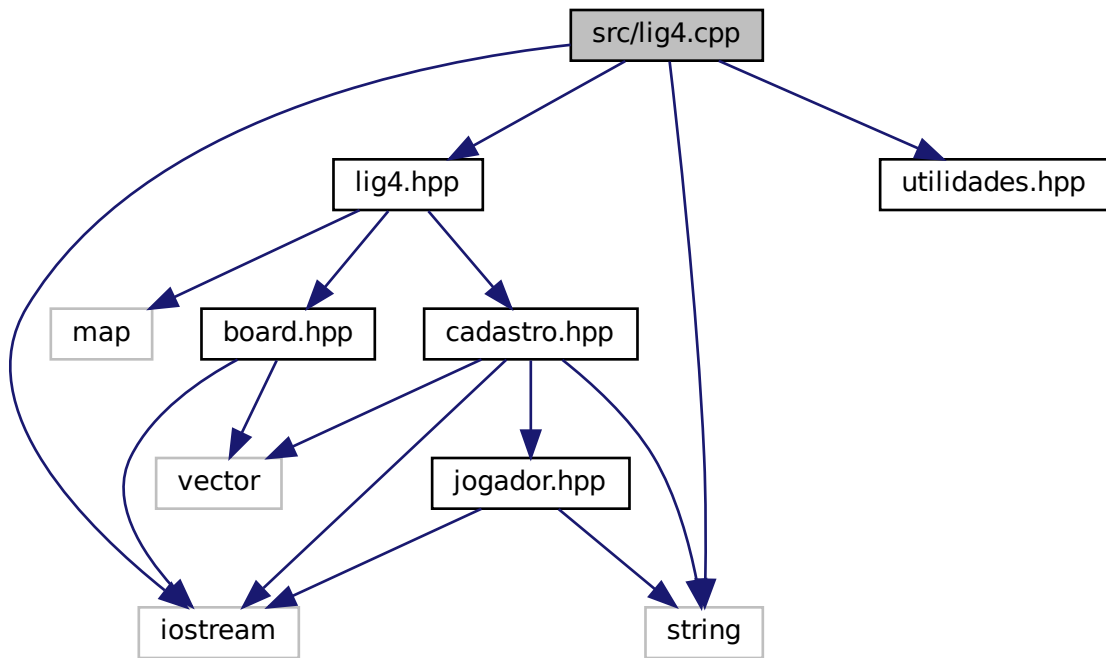 src/lig4.cpp
lig4.hpp
utilidades.hpp
map
board.hpp
cadastro.hpp
vector
jogador.hpp
iostream
string